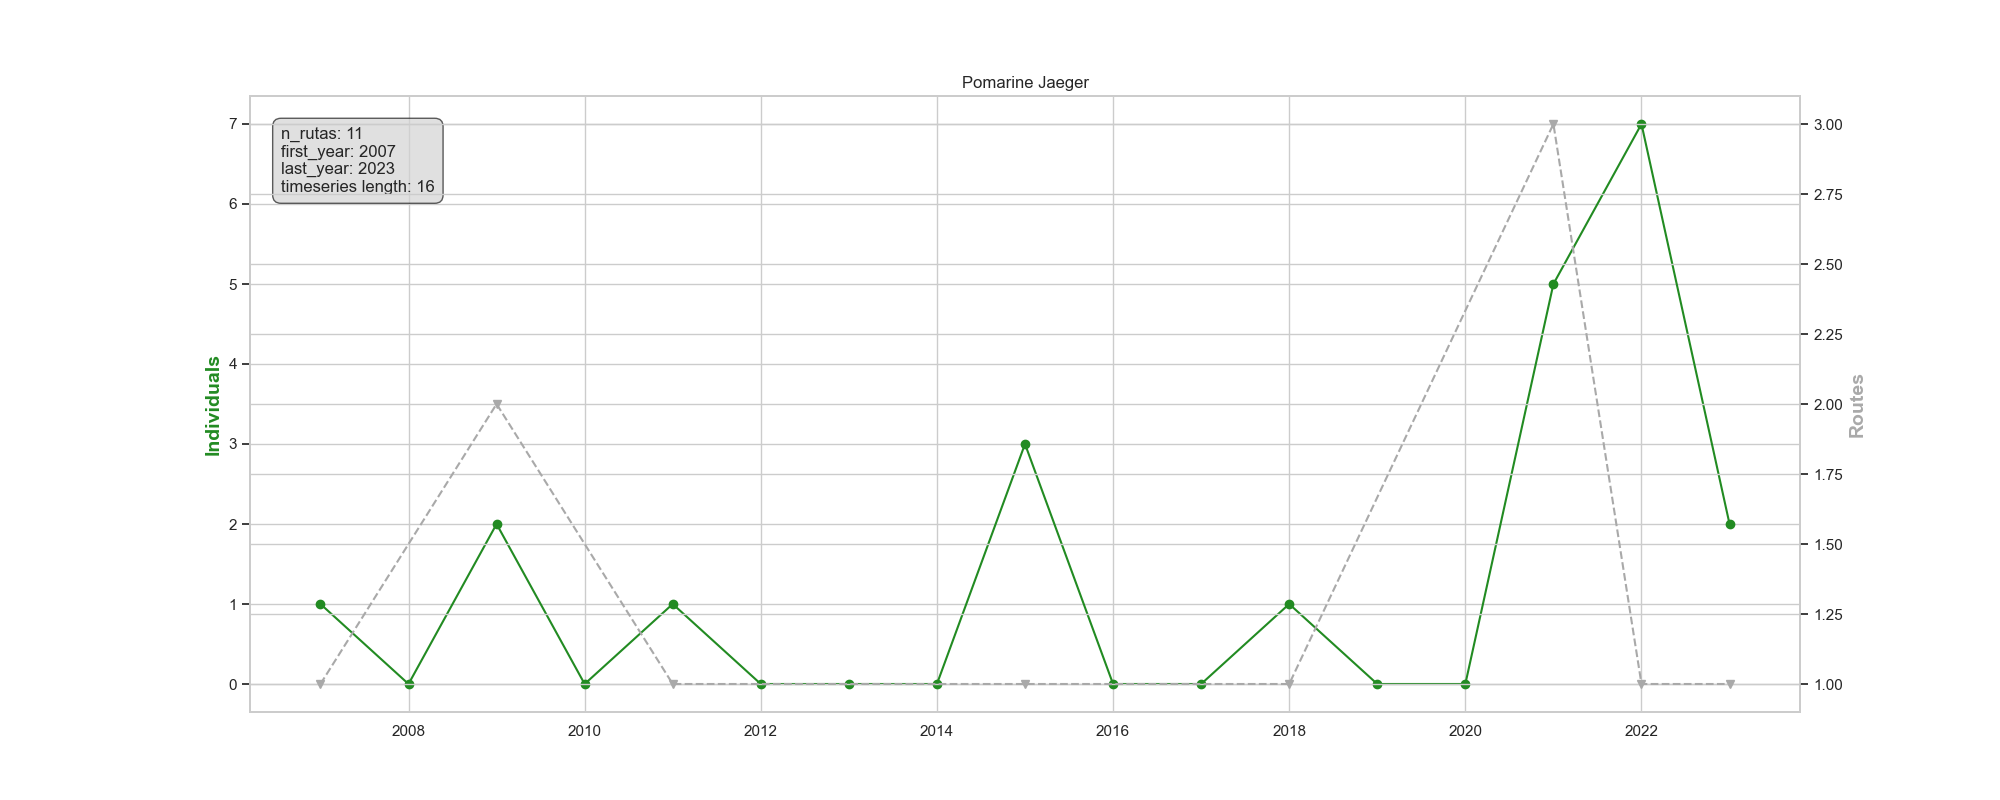 Pomarine Jaeger
n_rutas: 11
first_year: 2007
last_year: 2023
timeseries length: 16
7
6
5
4
3
2
1
0
Individuals
3.00
2.75
2.50
2.25
2.00
1.75
1.50
1.25
1.00
Routes
2008 2010 2012 2014 2016 2018 2020 2022